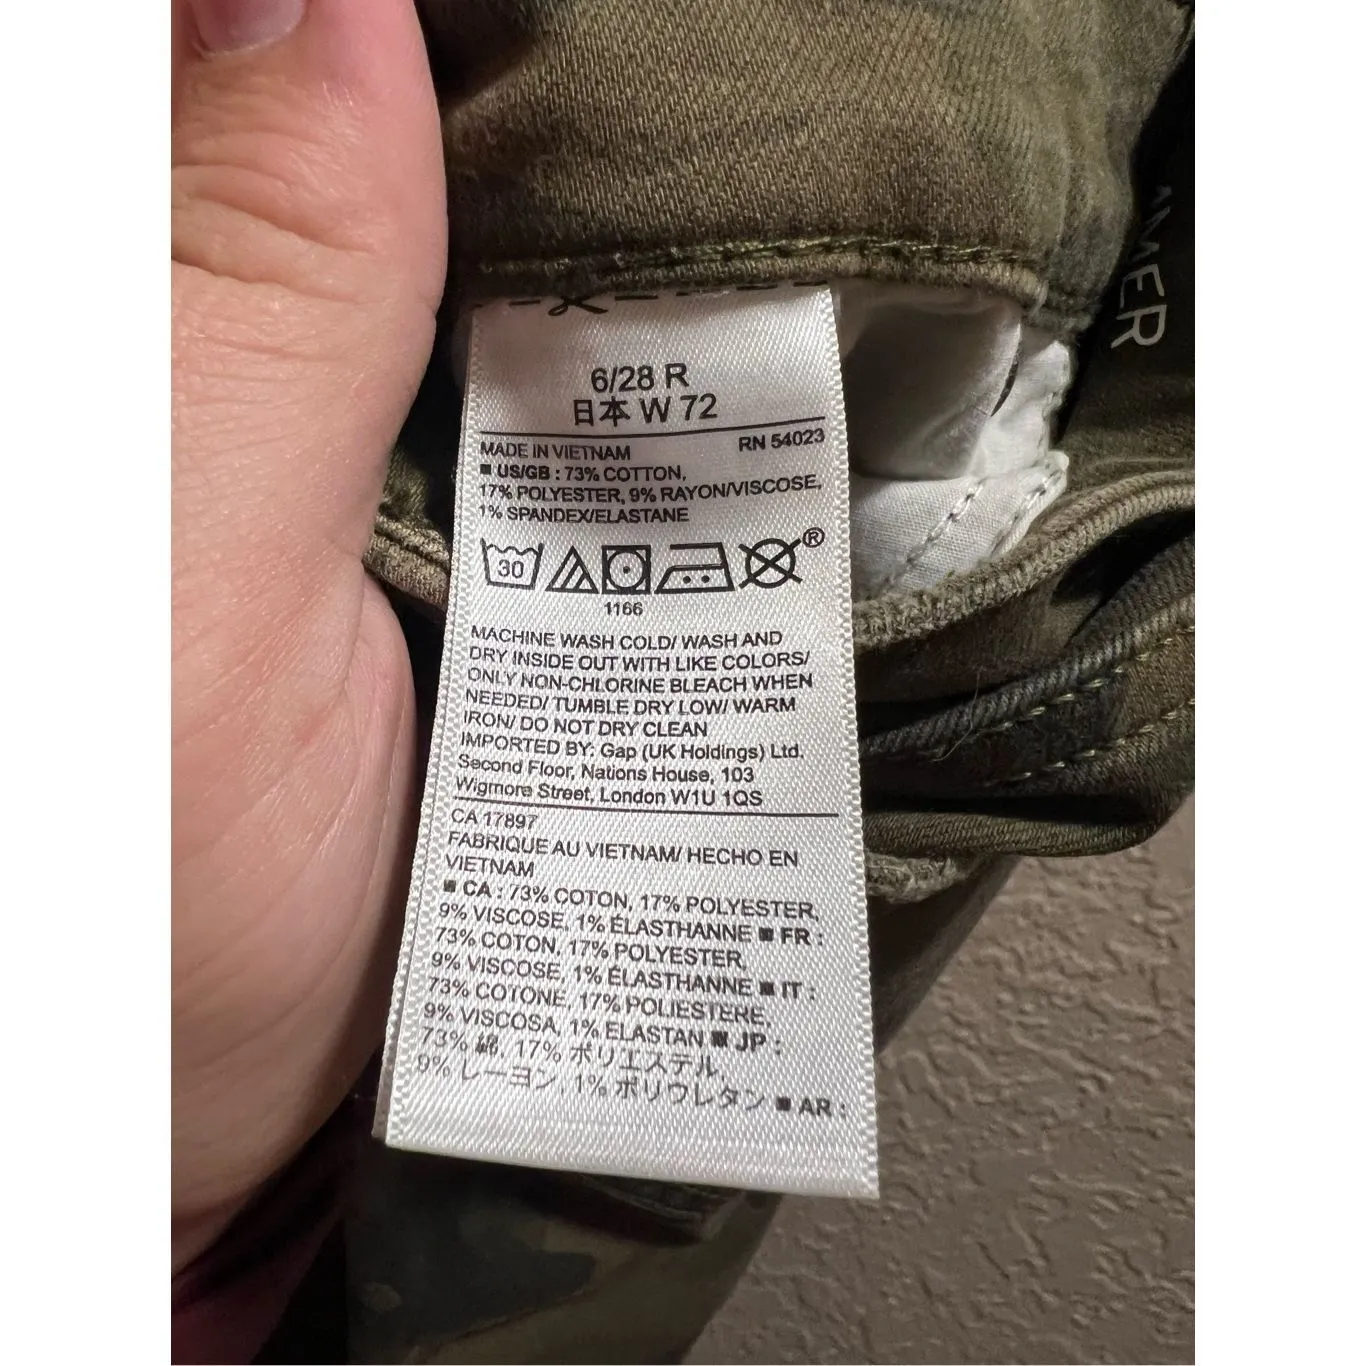 6/28 R
日本 W 72
MADE IN VIETNAM RN 54023
■ US/GB : 73% COTTON,
17% POLYESTER, 9% RAYON/VISCOSE,
1% SPANDEX/ELASTANE
30
®
1166
MACHINE WASH COLD/ WASH AND
DRY INSIDE OUT WITH LIKE COLORS/
ONLY NON-CHLORINE BLEACH WHEN
NEEDED/ TUMBLE DRY LOW/ WARM
IRON/ DO NOT DRY CLEAN
IMPORTED BY: Gap (UK Holdings) Ltd.
Second Floor, Nations House, 103
Wigmore Street, London W1U 1QS
CA 17897
FABRIQUE AU VIETNAM/ HECHO EN
VIETNAM
■ CA : 73% COTON, 17% POLYESTER,
9% VISCOSE, 1% ÉLASTHANNE ■ FR :
73% COTON, 17% POLYESTER,
9% VISCOSE, 1% ÉLASTHANNE ■ IT :
73% COTONE, 17% POLIESTERE,
9% VISCOSA, 1% ELASTAN ■ JP :
73% 綿, 17% ポリエステル,
9% レーヨン, 1% ポリウレタン ■ AR :
MER